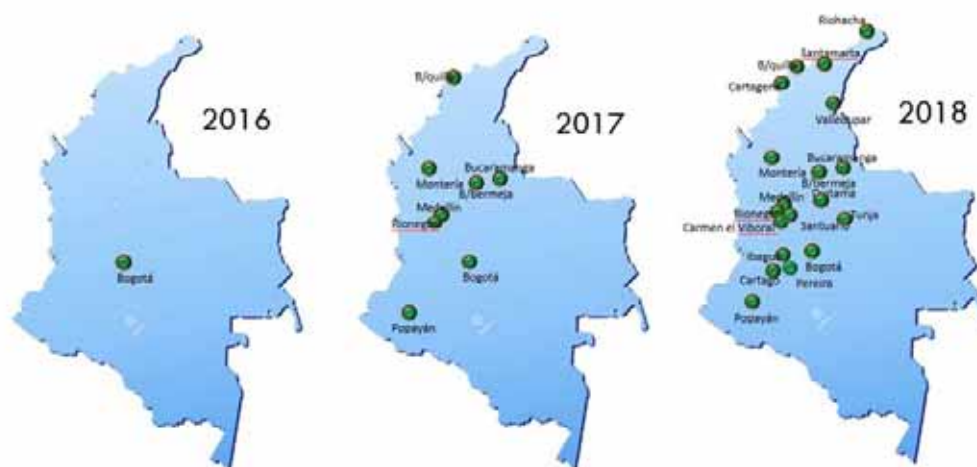 2016
Bogotá
2017
B/quilla
Bucaramanga
Montería
B/bermeja
Medellín
Rionegro
Bogotá
Popayán
2018
Riohacha
Santamarta
B/quilla
Cartagena
Valledupar
Bucaramanga
Montería
B/bermeja
Duitama
Medellín
Rionegro
Tunja
Santuario
Carmen el Viboral
Ibagué
Bogotá
Cartago
Pereira
Popayán